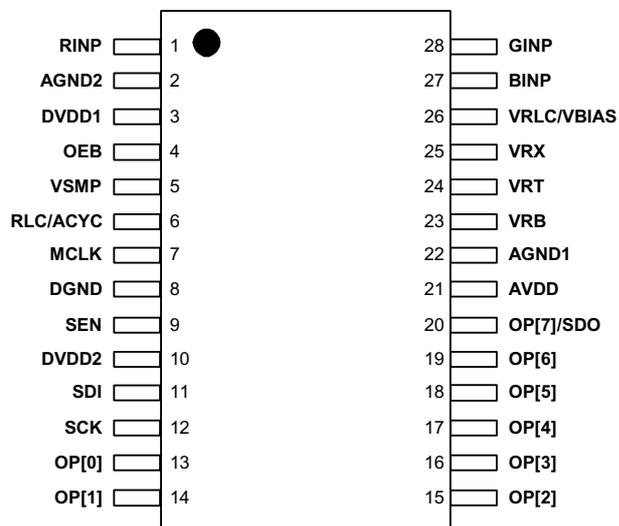 RINP 1 28 GINP
AGND2 2 27 BINP
DVDD1 3 26 VRLC/VBIAS
OEB 4 25 VRX
VSMP 5 24 VRT
RLC/ACYC 6 23 VRB
MCLK 7 22 AGND1
DGND 8 21 AVDD
SEN 9 20 OP[7]/SDO
DVDD2 10 19 OP[6]
SDI 11 18 OP[5]
SCK 12 17 OP[4]
OP[0] 13 16 OP[3]
OP[1] 14 15 OP[2]